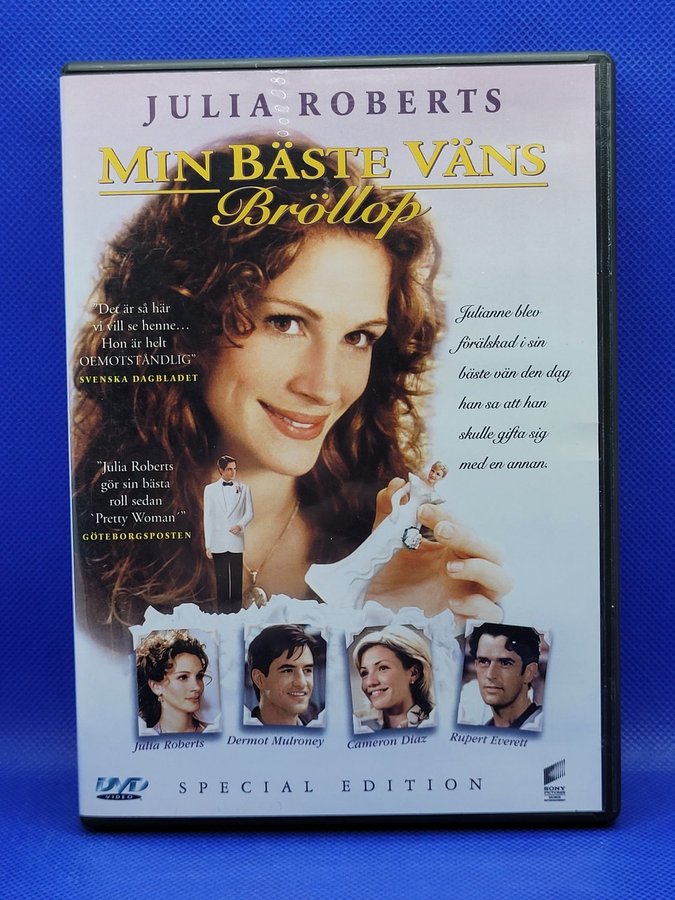 JULIA ROBERTS
MIN BÄSTE VÄNS
Bröllop
"Det är så här
vi vill se henne...
Hon är helt
OEMOTSTÅNDLIG"
SVENSKA DAGBLADET
"Julia Roberts
gör sin bästa
roll sedan
`Pretty Woman´"
GÖTEBORGSPOSTEN
Julianne blev
förälskad i sin
bäste vän den dag
han sa att han
skulle gifta sig
med en annan.
Julia Roberts
Dermot Mulroney
Cameron Diaz
Rupert Everett
DVD
VIDEO
SPECIAL EDITION
SONY
PICTURES